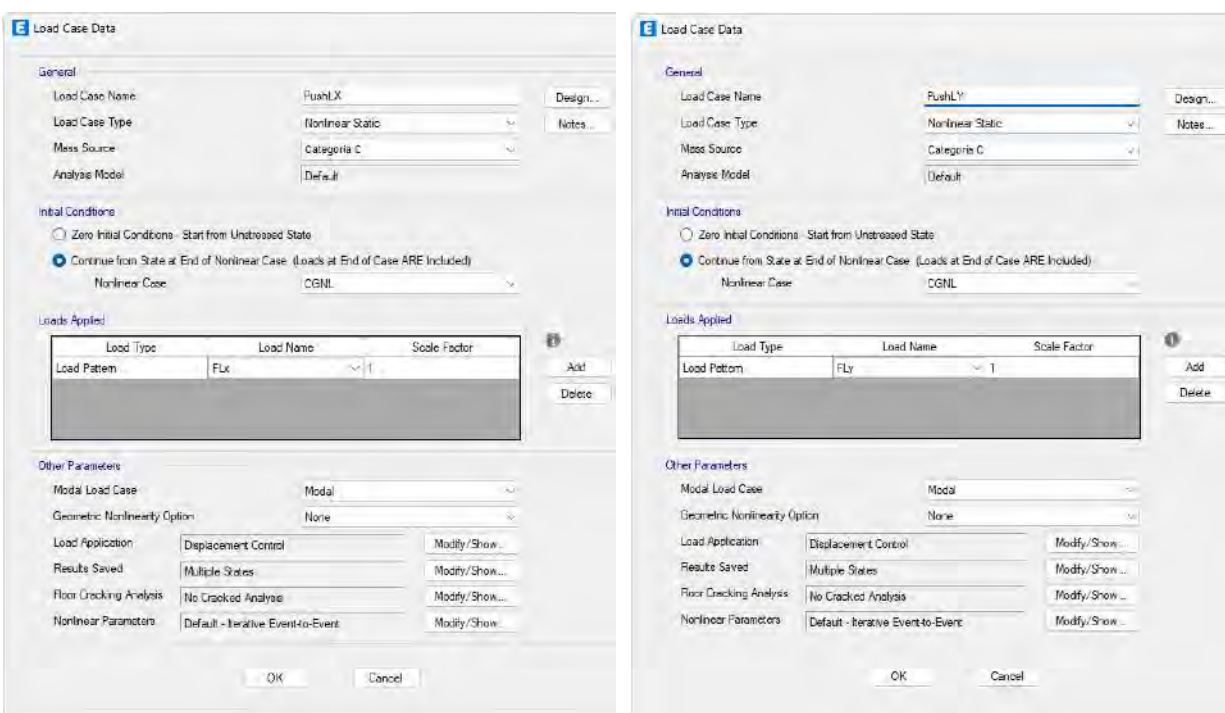 Load Case Data
General
Load Case Name PushLX Design...
Load Case Type Nonlinear Static Notes...
Mass Source Categoria C
Analysis Model Default
Initial Conditions
Zero Initial Conditions - Start from Unstressed State
Continue from State at End of Nonlinear Case (Loads at End of Case ARE Included)
Nonlinear Case CGNL
Loads Applied
Load Type Load Name Scale Factor
Load Pattern FLx 1
Add
Delete
Other Parameters
Modal Load Case Modal
Geometric Nonlinearity Option None
Load Application Displacement Control Modify/Show...
Results Saved Multiple States Modify/Show...
Floor Cracking Analysis No Cracked Analysis Modify/Show...
Nonlinear Parameters Default - Iterative Event-to-Event Modify/Show...
OK Cancel
Load Case Data
General
Load Case Name PushLY Design...
Load Case Type Nonlinear Static Notes...
Mass Source Categoria C
Analysis Model Default
Initial Conditions
Zero Initial Conditions - Start from Unstressed State
Continue from State at End of Nonlinear Case (Loads at End of Case ARE Included)
Nonlinear Case CGNL
Loads Applied
Load Type Load Name Scale Factor
Load Pattern FLy 1
Add
Delete
Other Parameters
Modal Load Case Modal
Geometric Nonlinearity Option None
Load Application Displacement Control Modify/Show...
Results Saved Multiple States Modify/Show...
Floor Cracking Analysis No Cracked Analysis Modify/Show...
Nonlinear Parameters Default - Iterative Event-to-Event Modify/Show...
OK Cancel